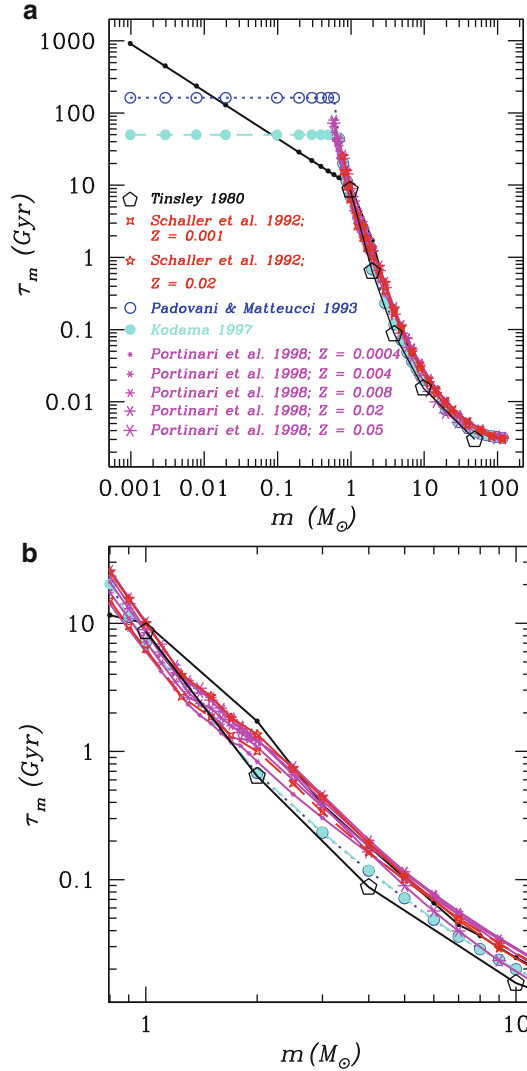 a
1000
100
10
1
0.1
0.01
τm (Gyr)
Tinsley 1980
Schaller et al. 1992;
Z = 0.001
Schaller et al. 1992;
Z = 0.02
Padovani & Matteucci 1993
Kodama 1997
Portinari et al. 1998; Z = 0.0004
Portinari et al. 1998; Z = 0.004
Portinari et al. 1998; Z = 0.008
Portinari et al. 1998; Z = 0.02
Portinari et al. 1998; Z = 0.05
0.001 0.01 0.1 1 10 100
m (M⊙)
b
10
1
0.1
τm (Gyr)
1 10
m (M⊙)